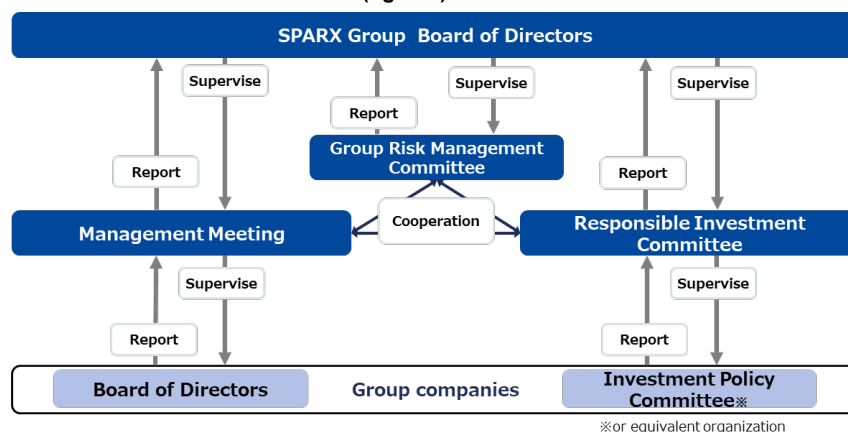 SPARX Group Board of Directors
Supervise
Supervise
Supervise
Report
Report
Report
Group Risk Management
Committee
Cooperation
Management Meeting
Responsible Investment
Committee
Supervise
Supervise
Report
Report
Board of Directors
Group companies
Investment Policy
Committee※
※or equivalent organization